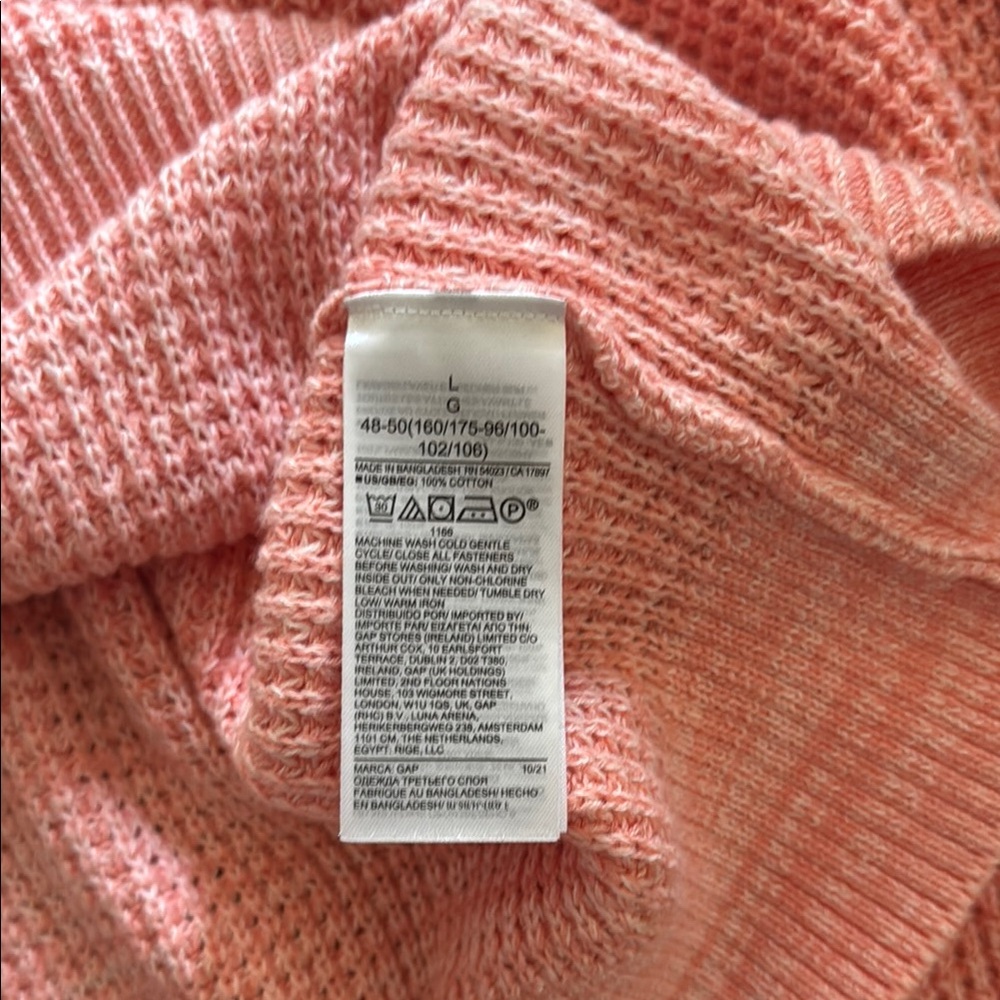 L
G
48-50(160/175-96/100-
102/106)
MADE IN BANGLADESH RN 54023/ CA 17897
US/GB/EG: 100% COTTON
30 P®
1166
MACHINE WASH COLD GENTLE
CYCLE/ CLOSE ALL FASTENERS
BEFORE WASHING/ WASH AND DRY
INSIDE OUT/ ONLY NON-CHLORINE
BLEACH WHEN NEEDED/ TUMBLE DRY
LOW/ WARM IRON
DISTRIBUIDO POR/ IMPORTED BY/
IMPORTE PAR/ ΕΙΣΑΓΕΤΑΙ ΑΠΟ ΤΗΝ
GAP STORES (IRELAND) LIMITED C/O
ARTHUR COX, 10 EARLSFORT
TERRACE, DUBLIN 2, D02 T380,
IRELAND, GAP (UK HOLDINGS)
LIMITED, 2ND FLOOR NATIONS
HOUSE, 103 WIGMORE STREET,
LONDON, W1U 1QS, UK, GAP
(RHC) B.V., LUNA ARENA,
HERIKERBERGWEG 238, AMSTERDAM
1101 CM, THE NETHERLANDS,
EGYPT: RIGE, LLC
MARCA: GAP 10/21
ОДЕЖДА ТРЕТЬЕГО СЛОЯ
FABRIQUE AU BANGLADESH/ HECHO
EN BANGLADESH/